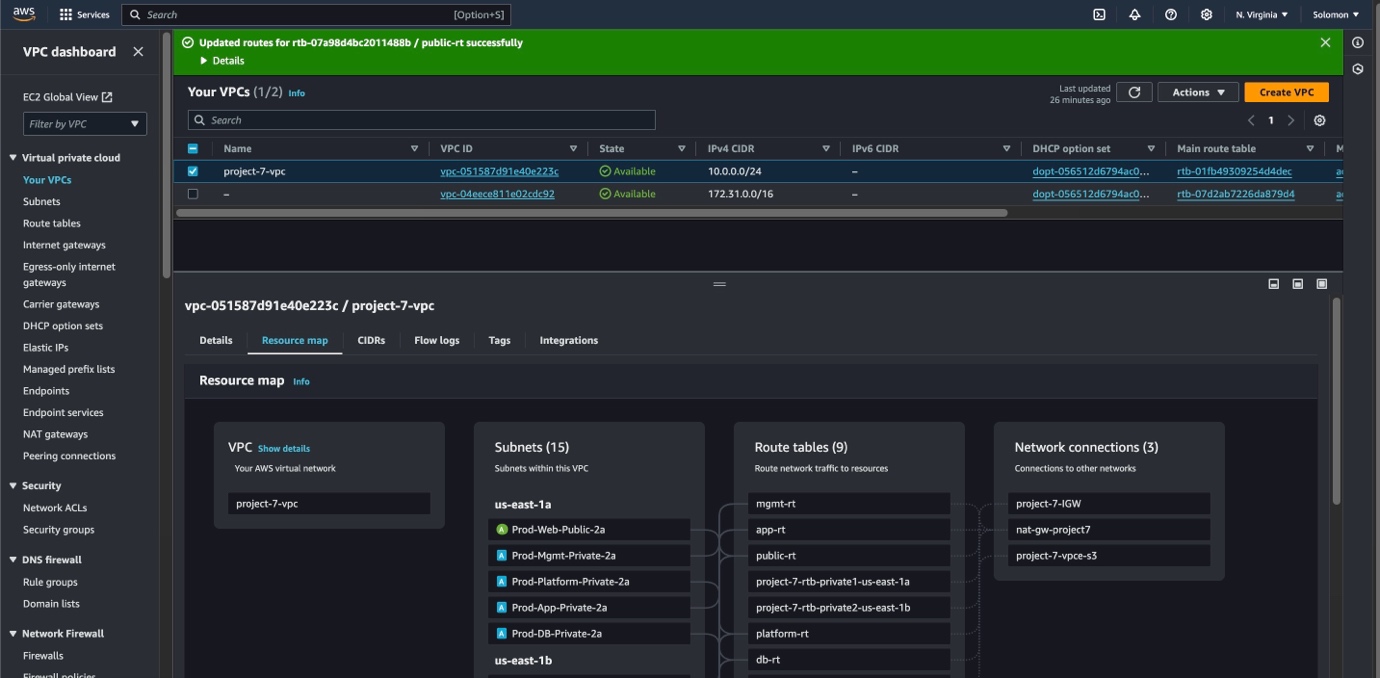 aws
Services
Search
[Option+S]
N. Virginia
Solomon
VPC dashboard
EC2 Global View
Filter by VPC
Virtual private cloud
Your VPCs
Subnets
Route tables
Internet gateways
Egress-only internet
gateways
Carrier gateways
DHCP option sets
Elastic IPs
Managed prefix lists
Endpoints
Endpoint services
NAT gateways
Peering connections
Security
Network ACLs
Security groups
DNS firewall
Rule groups
Domain lists
Network Firewall
Firewalls
Firewall policies
Updated routes for rtb-07a98d4bc2011488b / public-rt successfully
Details
Your VPCs (1/2) Info
Last updated
26 minutes ago
Actions
Create VPC
Search
1
Name VPC ID State IPv4 CIDR IPv6 CIDR DHCP option set Main route table
project-7-vpc vpc-051587d91e40e223c Available 10.0.0.0/24 – dopt-056512d6794ac0... rtb-01fb49309254d4dec
– vpc-04eece811e02cdc92 Available 172.31.0.0/16 – dopt-056512d6794ac0... rtb-07d2ab7226da879d4
vpc-051587d91e40e223c / project-7-vpc
Details Resource map CIDRs Flow logs Tags Integrations
Resource map Info
VPC Show details
Your AWS virtual network
project-7-vpc
Subnets (15)
Subnets within this VPC
us-east-1a
A Prod-Web-Public-2a
A Prod-Mgmt-Private-2a
A Prod-Platform-Private-2a
A Prod-App-Private-2a
A Prod-DB-Private-2a
us-east-1b
Route tables (9)
Route network traffic to resources
mgmt-rt
app-rt
public-rt
project-7-rtb-private1-us-east-1a
project-7-rtb-private2-us-east-1b
platform-rt
db-rt
Network connections (3)
Connections to other networks
project-7-IGW
nat-gw-project7
project-7-vpce-s3